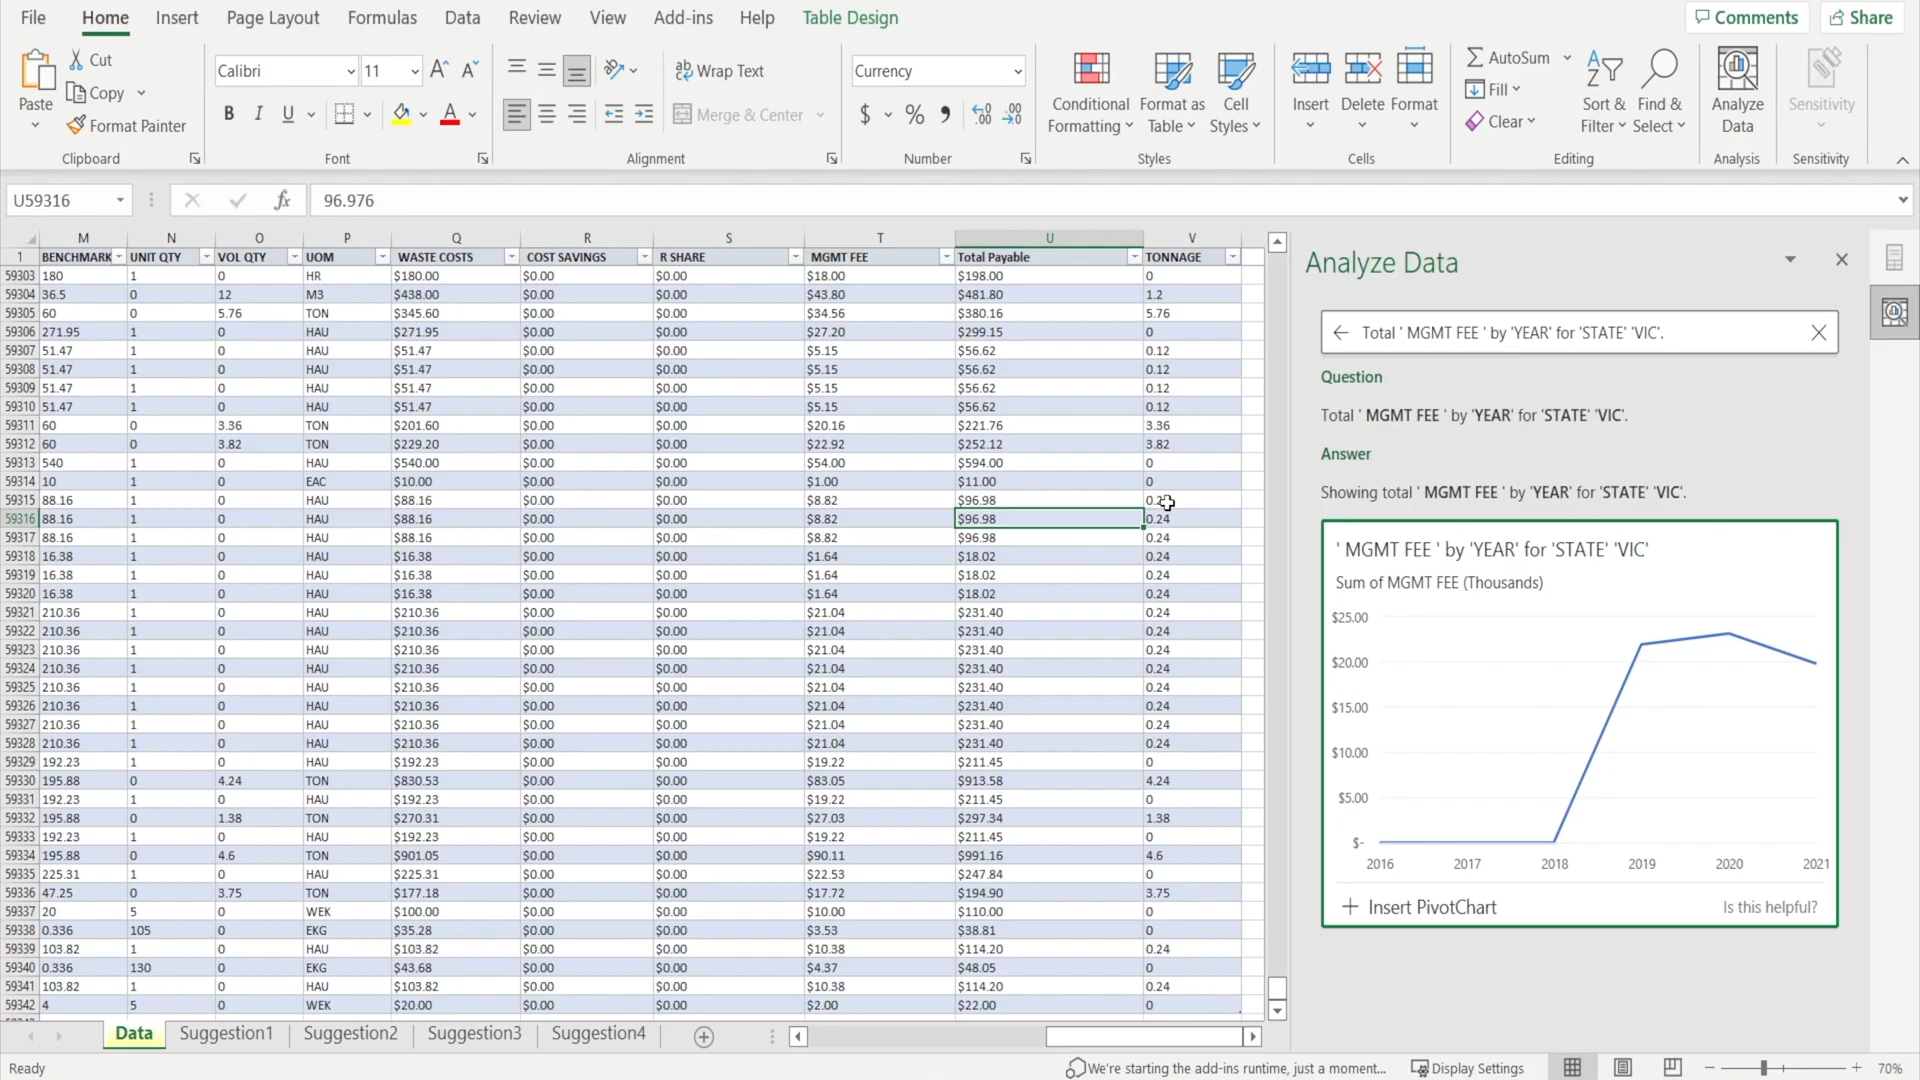 File Home Insert Page Layout Formulas Data Review View Add-ins Help Table Design Comments Share
Paste Cut Copy Format Painter Clipboard
Calibri 11 B I U Font
Wrap Text Merge & Center Alignment
Currency $ % Number
Conditional Formatting Format as Table Cell Styles Styles
Insert Delete Format Cells
AutoSum Fill Clear Sort & Filter Find & Select Editing
Analyze Data Analysis
Sensitivity Sensitivity
U59316 fx 96.976
M N O P Q R S T U V
1 BENCHMARK UNIT QTY VOL QTY UOM WASTE COSTS COST SAVINGS R SHARE MGMT FEE Total Payable TONNAGE
59303 180 1 0 HR $180.00 $0.00 $0.00 $18.00 $198.00 0
59304 36.5 0 12 M3 $438.00 $0.00 $0.00 $43.80 $481.80 1.2
59305 60 0 5.76 TON $345.60 $0.00 $0.00 $34.56 $380.16 5.76
59306 271.95 1 0 HAU $271.95 $0.00 $0.00 $27.20 $299.15 0
59307 51.47 1 0 HAU $51.47 $0.00 $0.00 $5.15 $56.62 0.12
59308 51.47 1 0 HAU $51.47 $0.00 $0.00 $5.15 $56.62 0.12
59309 51.47 1 0 HAU $51.47 $0.00 $0.00 $5.15 $56.62 0.12
59310 51.47 1 0 HAU $51.47 $0.00 $0.00 $5.15 $56.62 0.12
59311 60 0 3.36 TON $201.60 $0.00 $0.00 $20.16 $221.76 3.36
59312 60 0 3.82 TON $229.20 $0.00 $0.00 $22.92 $252.12 3.82
59313 540 1 0 HAU $540.00 $0.00 $0.00 $54.00 $594.00 0
59314 10 1 0 EAC $10.00 $0.00 $0.00 $1.00 $11.00 0
59315 88.16 1 0 HAU $88.16 $0.00 $0.00 $8.82 $96.98
59316 88.16 1 0 HAU $88.16 $0.00 $0.00 $8.82 $96.98 0.24
59317 88.16 1 0 HAU $88.16 $0.00 $0.00 $8.82 $96.98 0.24
59318 16.38 1 0 HAU $16.38 $0.00 $0.00 $1.64 $18.02 0.24
59319 16.38 1 0 HAU $16.38 $0.00 $0.00 $1.64 $18.02 0.24
59320 16.38 1 0 HAU $16.38 $0.00 $0.00 $1.64 $18.02 0.24
59321 210.36 1 0 HAU $210.36 $0.00 $0.00 $21.04 $231.40 0.24
59322 210.36 1 0 HAU $210.36 $0.00 $0.00 $21.04 $231.40 0.24
59323 210.36 1 0 HAU $210.36 $0.00 $0.00 $21.04 $231.40 0.24
59324 210.36 1 0 HAU $210.36 $0.00 $0.00 $21.04 $231.40 0.24
59325 210.36 1 0 HAU $210.36 $0.00 $0.00 $21.04 $231.40 0.24
59326 210.36 1 0 HAU $210.36 $0.00 $0.00 $21.04 $231.40 0.24
59327 210.36 1 0 HAU $210.36 $0.00 $0.00 $21.04 $231.40 0.24
59328 210.36 1 0 HAU $210.36 $0.00 $0.00 $21.04 $231.40 0.24
59329 192.23 1 0 HAU $192.23 $0.00 $0.00 $19.22 $211.45 0
59330 195.88 0 4.24 TON $830.53 $0.00 $0.00 $83.05 $913.58 4.24
59331 192.23 1 0 HAU $192.23 $0.00 $0.00 $19.22 $211.45 0
59332 195.88 0 1.38 TON $270.31 $0.00 $0.00 $27.03 $297.34 1.38
59333 192.23 1 0 HAU $192.23 $0.00 $0.00 $19.22 $211.45 0
59334 195.88 0 4.6 TON $901.05 $0.00 $0.00 $90.11 $991.16 4.6
59335 225.31 1 0 HAU $225.31 $0.00 $0.00 $22.53 $247.84 0
59336 47.25 0 3.75 TON $177.18 $0.00 $0.00 $17.72 $194.90 3.75
59337 20 5 0 WEK $100.00 $0.00 $0.00 $10.00 $110.00 0
59338 0.336 105 0 EKG $35.28 $0.00 $0.00 $3.53 $38.81 0
59339 103.82 1 0 HAU $103.82 $0.00 $0.00 $10.38 $114.20 0.24
59340 0.336 130 0 EKG $43.68 $0.00 $0.00 $4.37 $48.05 0
59341 103.82 1 0 HAU $103.82 $0.00 $0.00 $10.38 $114.20 0.24
59342 4 5 0 WEK $20.00 $0.00 $0.00 $2.00 $22.00 0
Data Suggestion1 Suggestion2 Suggestion3 Suggestion4
Analyze Data
Total ' MGMT FEE ' by 'YEAR' for 'STATE' 'VIC'.
Question
Total ' MGMT FEE ' by 'YEAR' for 'STATE' 'VIC'.
Answer
Showing total ' MGMT FEE ' by 'YEAR' for 'STATE' 'VIC'.
' MGMT FEE ' by 'YEAR' for 'STATE' 'VIC'
Sum of MGMT FEE (Thousands)
$25.00
$20.00
$15.00
$10.00
$5.00
$-
2016 2017 2018 2019 2020 2021
Insert PivotChart Is this helpful?
Ready We're starting the add-ins runtime, just a moment... Display Settings 70%